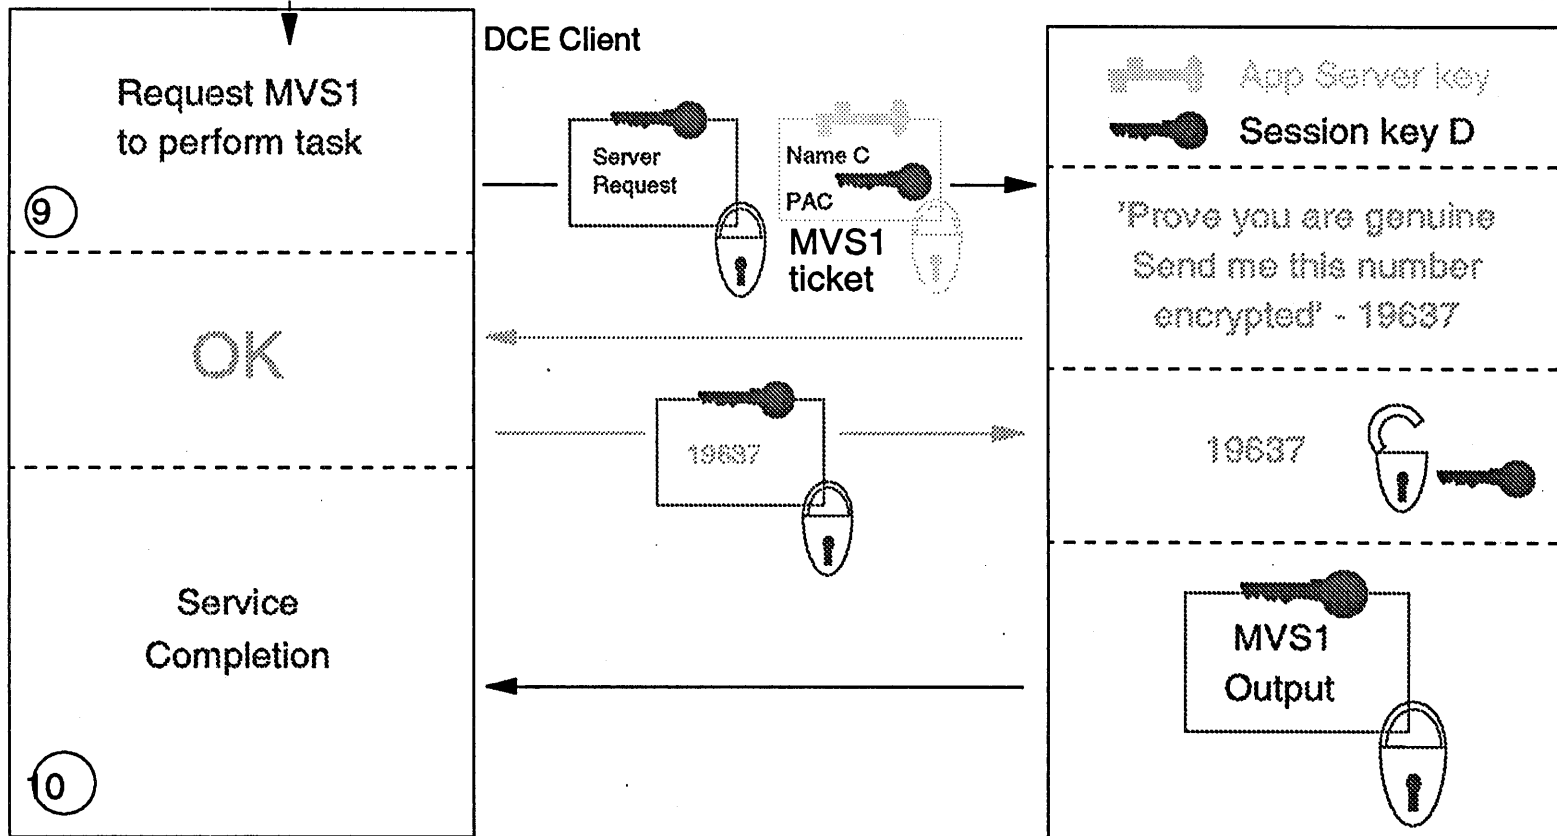 DCE Client
Request MVS1
to perform task
9
OK
Service
Completion
10
Server
Request
Name C
PAC
MVS1
ticket
19637
App Server key
Session key D
'Prove you are genuine
Send me this number
encrypted' - 19637
19637
MVS1
Output